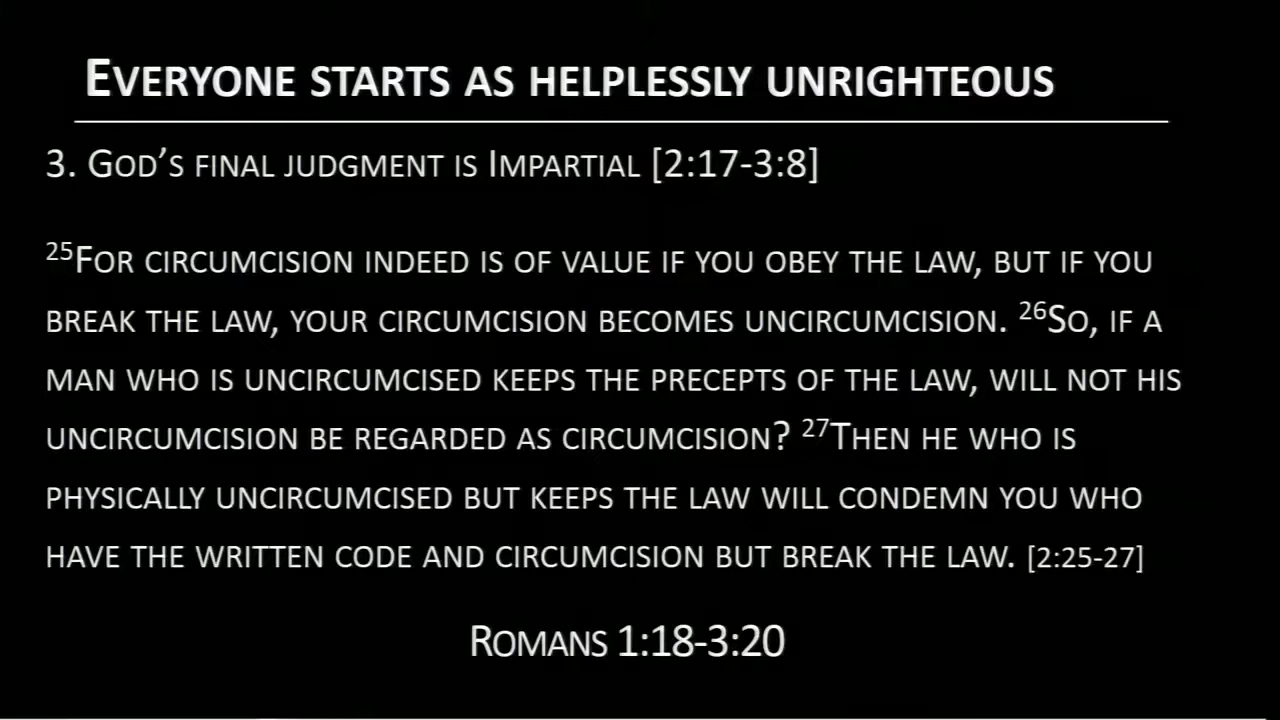 Everyone starts as helplessly unrighteous
3. God’s final judgment is Impartial [2:17-3:8]
25For circumcision indeed is of value if you obey the law, but if you
break the law, your circumcision becomes uncircumcision. 26So, if a
man who is uncircumcised keeps the precepts of the law, will not his
uncircumcision be regarded as circumcision? 27Then he who is
physically uncircumcised but keeps the law will condemn you who
have the written code and circumcision but break the law. [2:25-27]
Romans 1:18-3:20